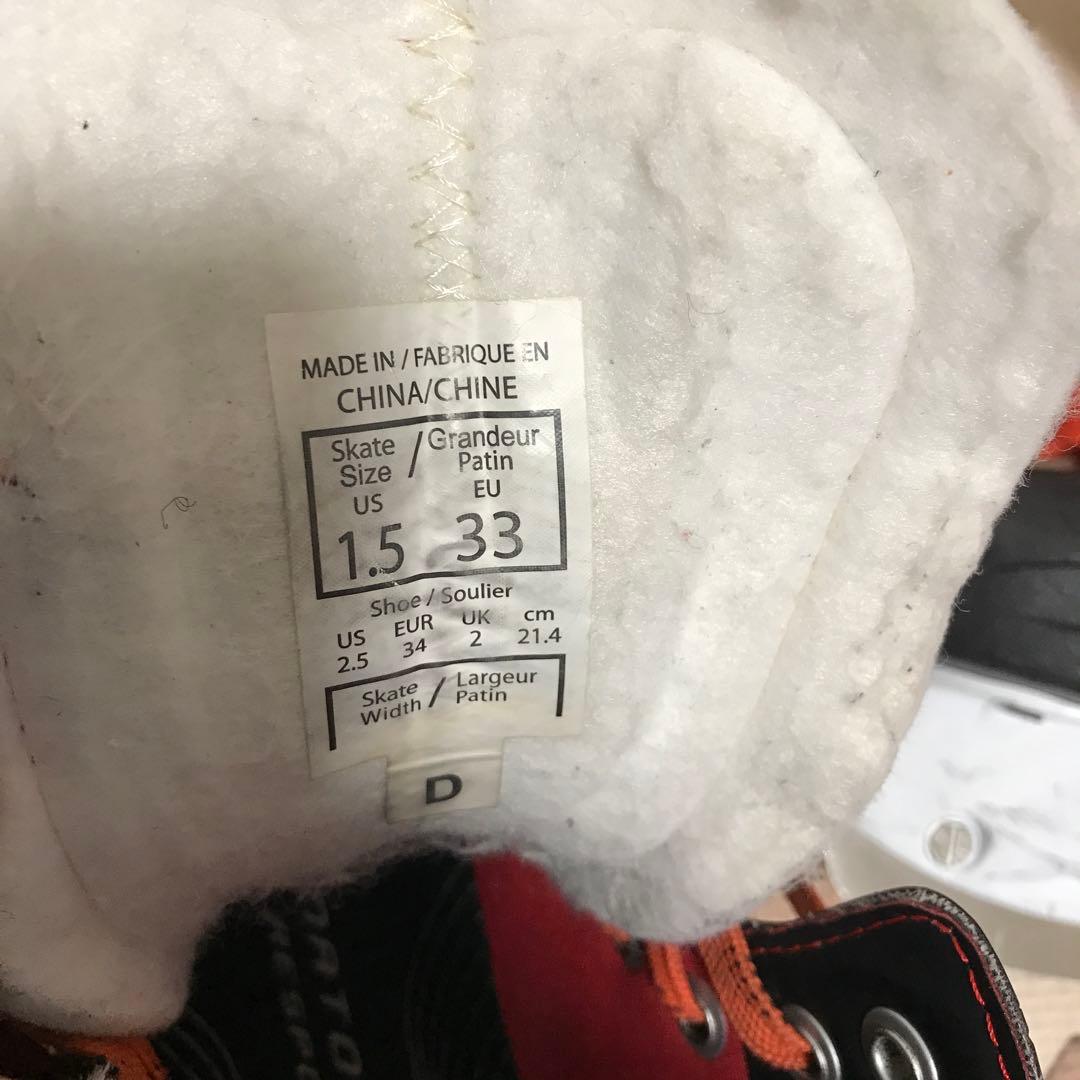 MADE IN / FABRIQUE EN
CHINA/CHINE
Skate Size / Grandeur Patin
US EU
1.5 33
Shoe / Soulier
US EUR UK cm
2.5 34 2 21.4
Skate Width / Largeur Patin
D